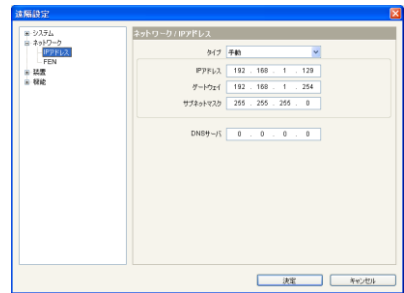 遠隔設定
システム
ネットワーク
IPアドレス
FEN
装置
機能
ネットワーク / IPアドレス
タイプ 手動
IPアドレス 192 . 168 . 1 . 129
ゲートウェイ 192 . 168 . 1 . 254
サブネットマスク 255 . 255 . 255 . 0
DNSサーバ 0 . 0 . 0 . 0
決定 キャンセル